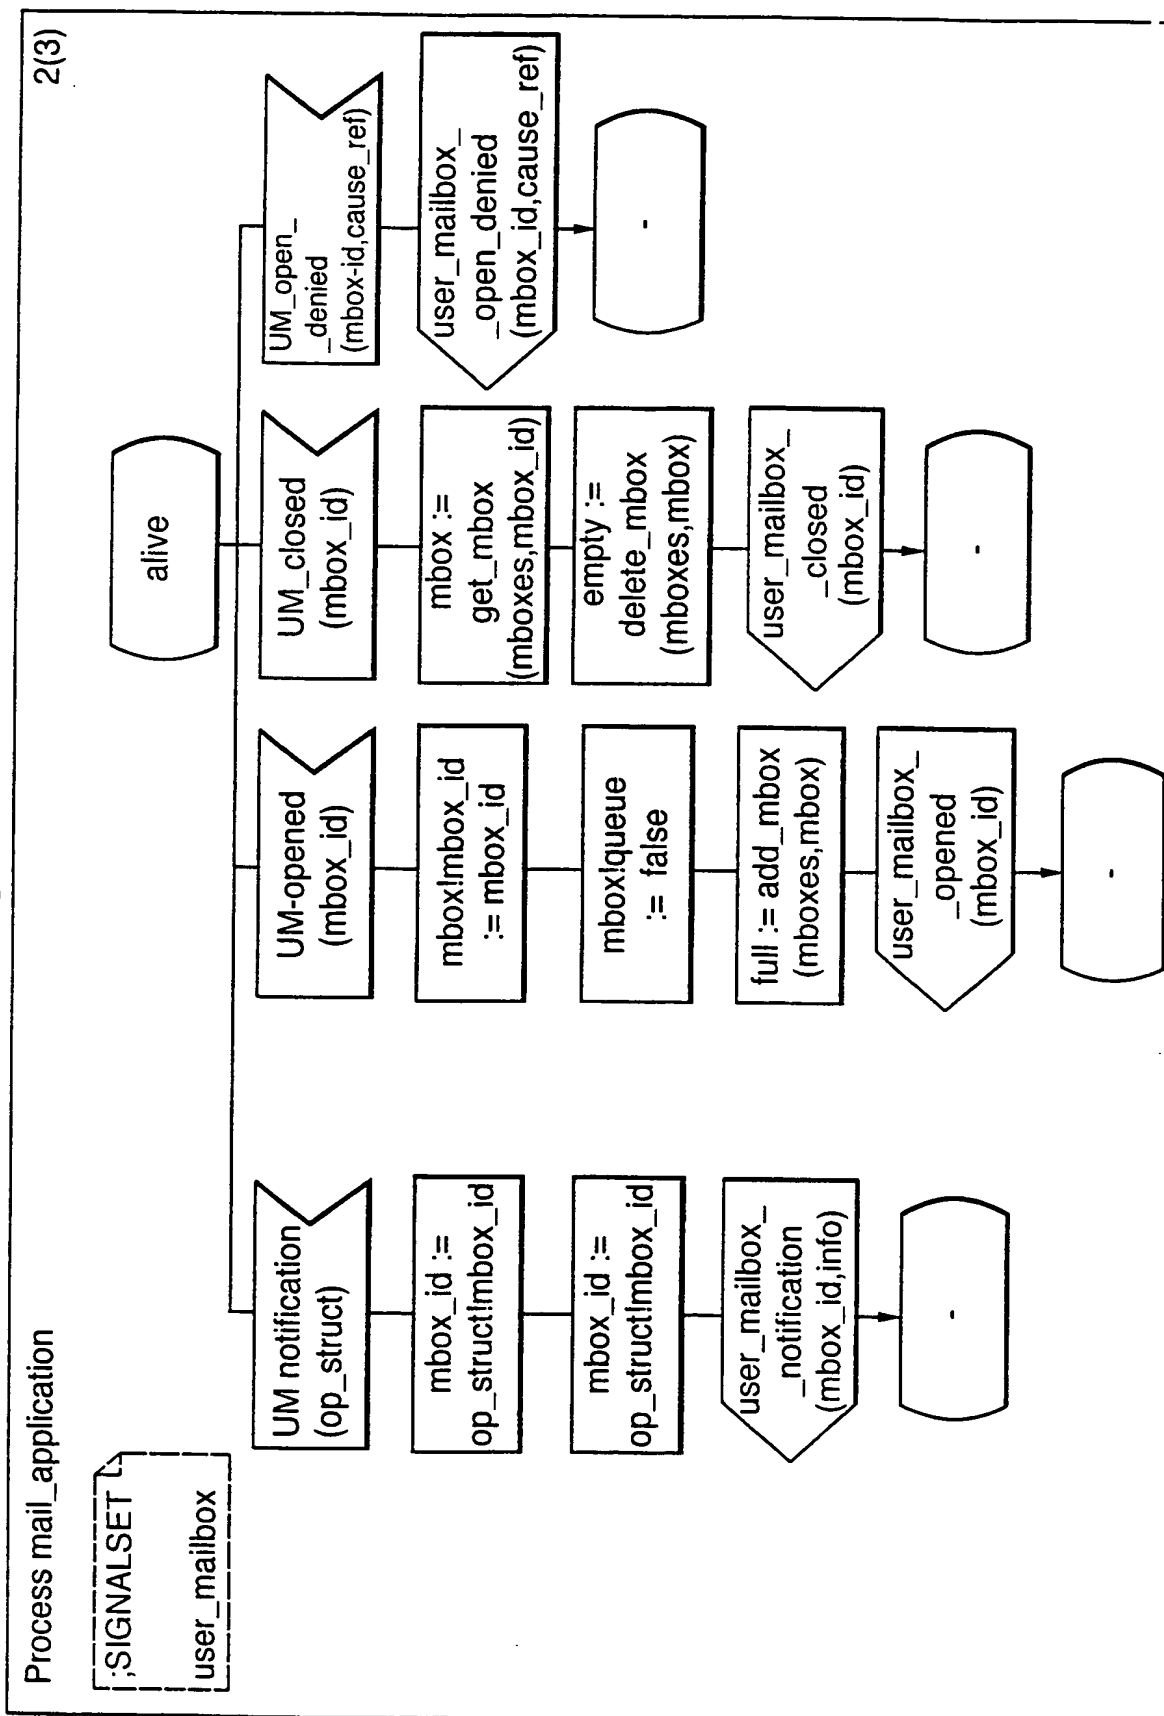 Process mail_application
2(3)
;SIGNALSET
user_mailbox
alive
UM notification
(op_struct)
mbox_id :=
op_struct!mbox_id
mbox_id :=
op_struct!mbox_id
user_mailbox_
_notification
(mbox_id,info)
-
UM-opened
(mbox_id)
mbox!mbox_id
:= mbox_id
mbox!queue
:= false
full := add_mbox
(mboxes,mbox)
user_mailbox_
_opened
(mbox_id)
-
UM_closed
(mbox_id)
mbox :=
get_mbox
(mboxes,mbox_id)
empty :=
delete_mbox
(mboxes,mbox)
user_mailbox_
_closed
(mbox_id)
-
UM_open_
_denied
(mbox-id,cause_ref)
user_mailbox_
_open_denied
(mbox_id,cause_ref)
-